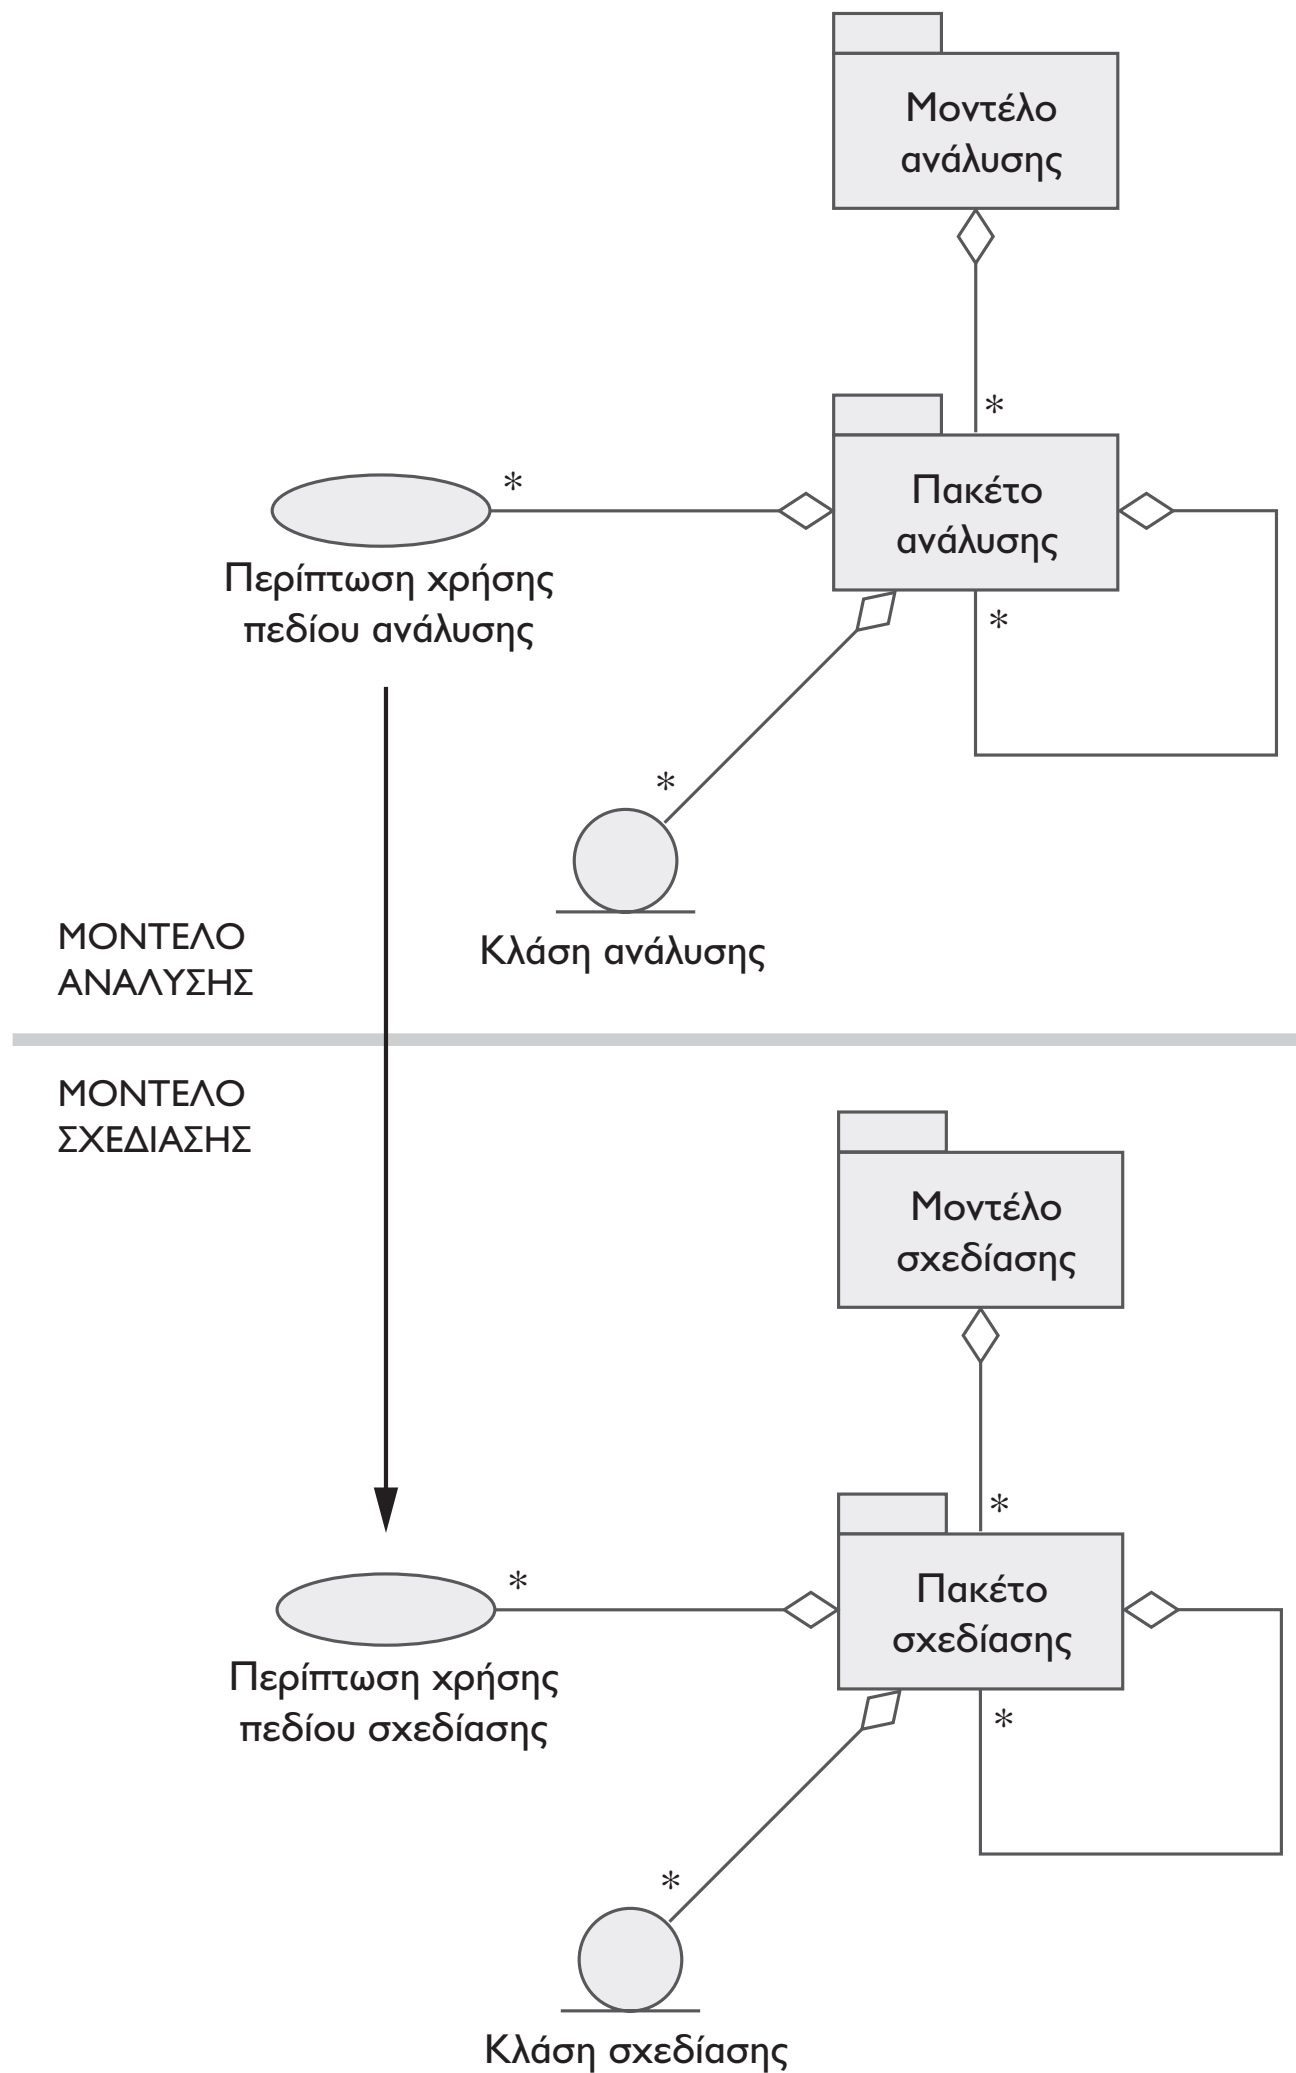 Μοντέλο
ανάλυσης
*
*
Πακέτο
ανάλυσης
Περίπτωση χρήσης
πεδίου ανάλυσης
*
*
Κλάση ανάλυσης
ΜΟΝΤΕΛΟ
ΑΝΑΛΥΣΗΣ
ΜΟΝΤΕΛΟ
ΣΧΕΔΙΑΣΗΣ
Μοντέλο
σχεδίασης
*
*
Πακέτο
σχεδίασης
Περίπτωση χρήσης
πεδίου σχεδίασης
*
*
Κλάση σχεδίασης